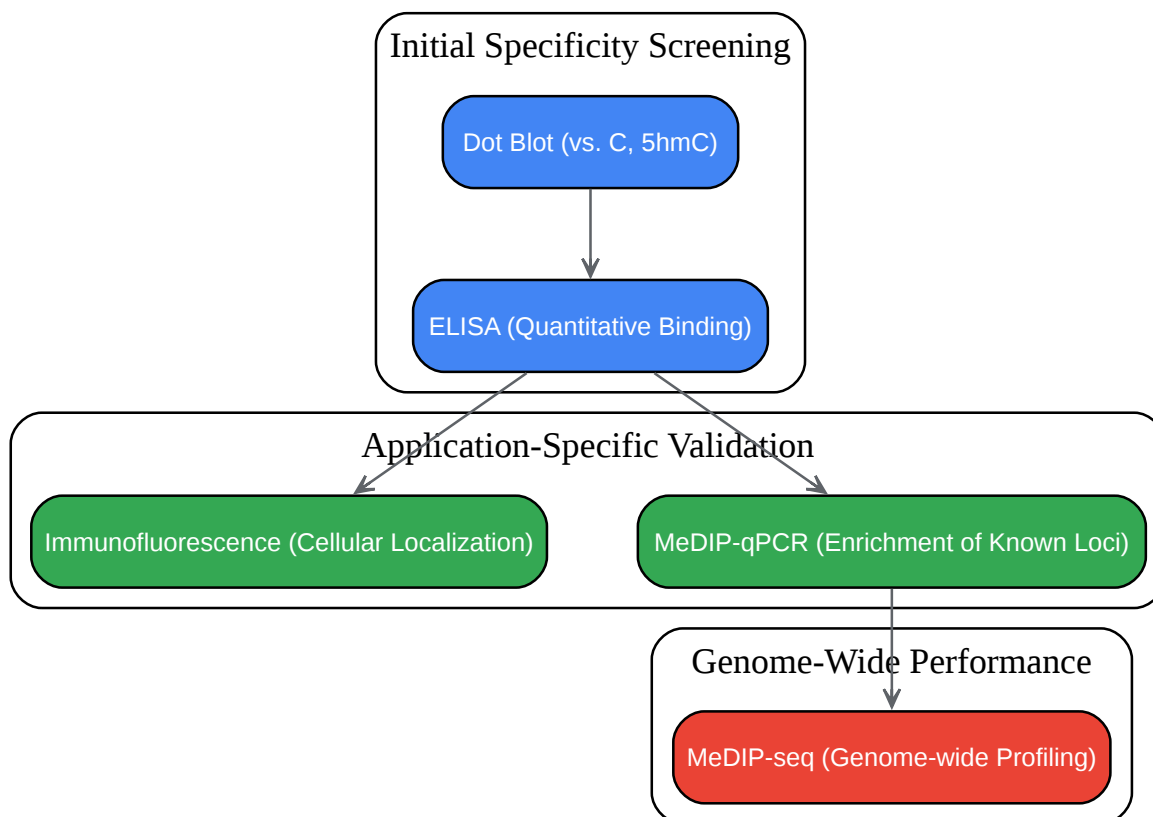 Initial Specificity Screening
Dot Blot (vs. C, 5hmC)
ELISA (Quantitative Binding)
Application-Specific Validation
Immunofluorescence (Cellular Localization)
MeDIP-qPCR (Enrichment of Known Loci)
Genome-Wide Performance
MeDIP-seq (Genome-wide Profiling)